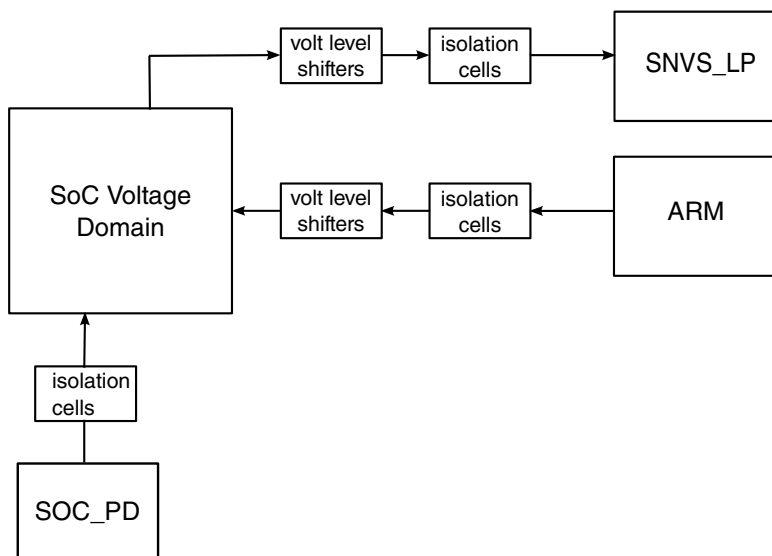 volt level
shifters
isolation
cells
SNVS_LP
SoC Voltage
Domain
volt level
shifters
isolation
cells
ARM
isolation
cells
SOC_PD